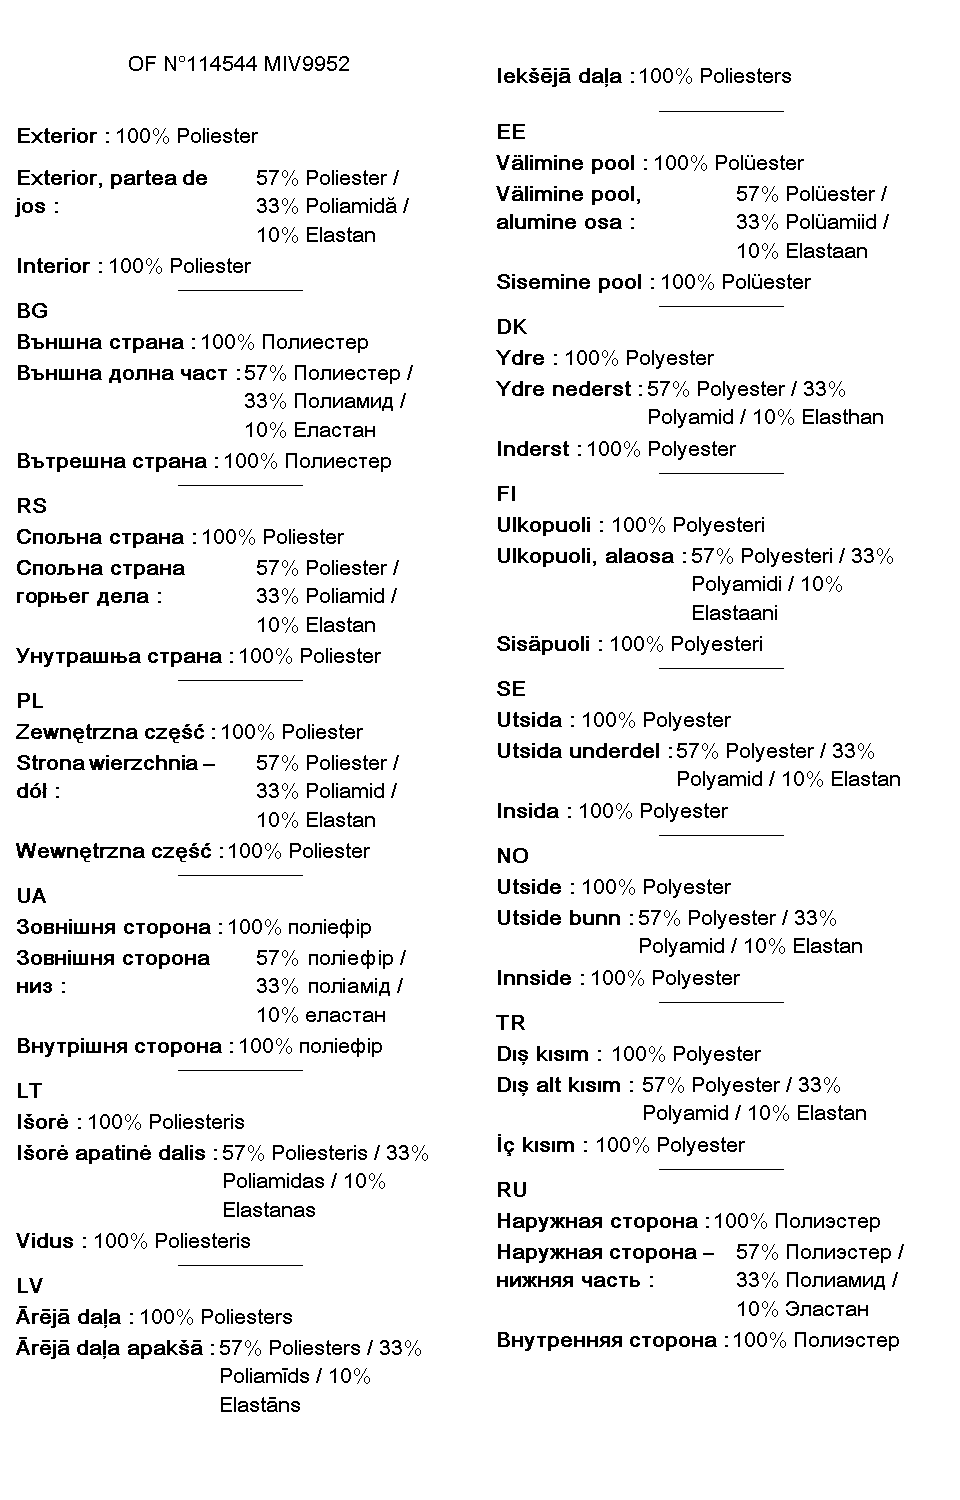 OF N°114544 MIV9952
Exterior : 100% Poliester
Exterior, partea de jos : 57% Poliester /
33% Poliamidă /
10% Elastan
Interior : 100% Poliester
BG
Външна страна : 100% Полиестер
Външна долна част : 57% Полиестер /
33% Полиамид /
10% Еластан
Вътрешна страна : 100% Полиестер
RS
Спољна страна : 100% Poliester
Спољна страна горњег дела : 57% Poliester /
33% Poliamid /
10% Elastan
Унутрашња страна : 100% Poliester
PL
Zewnętrzna część : 100% Poliester
Strona wierzchnia – dół : 57% Poliester /
33% Poliamid /
10% Elastan
Wewnętrzna część : 100% Poliester
UA
Зовнішня сторона : 100% поліефір
Зовнішня сторона низ : 57% поліефір /
33% поліамід /
10% еластан
Внутрішня сторона : 100% поліефір
LT
Išorė : 100% Poliesteris
Išorė apatinė dalis : 57% Poliesteris / 33%
Poliamidas / 10%
Elastanas
Vidus : 100% Poliesteris
LV
Ārējā daļa : 100% Poliesters
Ārējā daļa apakšā : 57% Poliesters / 33%
Poliamīds / 10%
Elastāns
Iekšējā daļa : 100% Poliesters
EE
Välimine pool : 100% Polüester
Välimine pool, alumine osa : 57% Polüester /
33% Polüamiid /
10% Elastaan
Sisemine pool : 100% Polüester
DK
Ydre : 100% Polyester
Ydre nederst : 57% Polyester / 33%
Polyamid / 10% Elasthan
Inderst : 100% Polyester
FI
Ulkopuoli : 100% Polyesteri
Ulkopuoli, alaosa : 57% Polyesteri / 33%
Polyamidi / 10%
Elastaani
Sisäpuoli : 100% Polyesteri
SE
Utsida : 100% Polyester
Utsida underdel : 57% Polyester / 33%
Polyamid / 10% Elastan
Insida : 100% Polyester
NO
Utside : 100% Polyester
Utside bunn : 57% Polyester / 33%
Polyamid / 10% Elastan
Innside : 100% Polyester
TR
Dış kısım : 100% Polyester
Dış alt kısım : 57% Polyester / 33%
Polyamid / 10% Elastan
İç kısım : 100% Polyester
RU
Наружная сторона : 100% Полиэстер
Наружная сторона – нижняя часть : 57% Полиэстер /
33% Полиамид /
10% Эластан
Внутренняя сторона : 100% Полиэстер